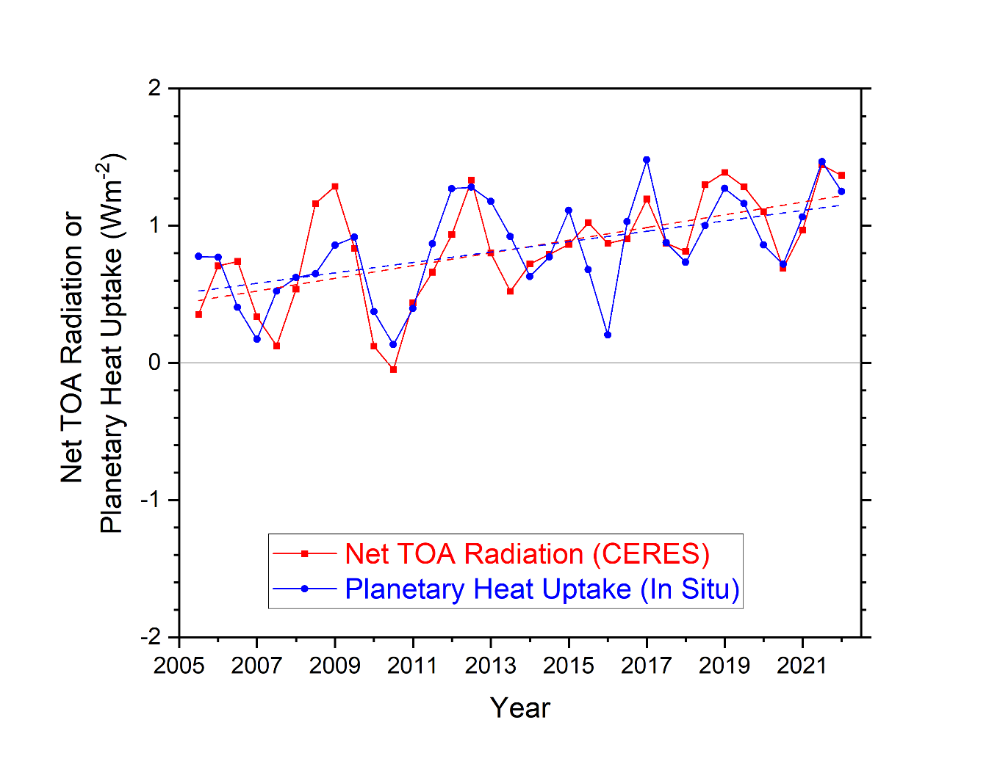 Net TOA Radiation or
Planetary Heat Uptake (Wm-2)
2
1
0
-1
-2
Net TOA Radiation (CERES)
Planetary Heat Uptake (In Situ)
2005 2007 2009 2011 2013 2015 2017 2019 2021
Year